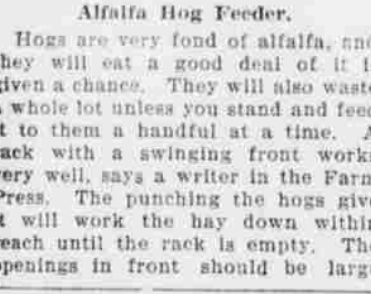 Alfalfa Hog Feeder.
Hogs are very fond of alfalfa, and
they will eat a good deal of it i
given a chance. They will also waste
a whole lot unless you stand and feed
it to them a handful at a time. A
rack with a swinging front works
very well, says a writer in the Farm
Press. The punching the hogs give
it will work the hay down within
reach until the rack is empty. The
openings in front should be large